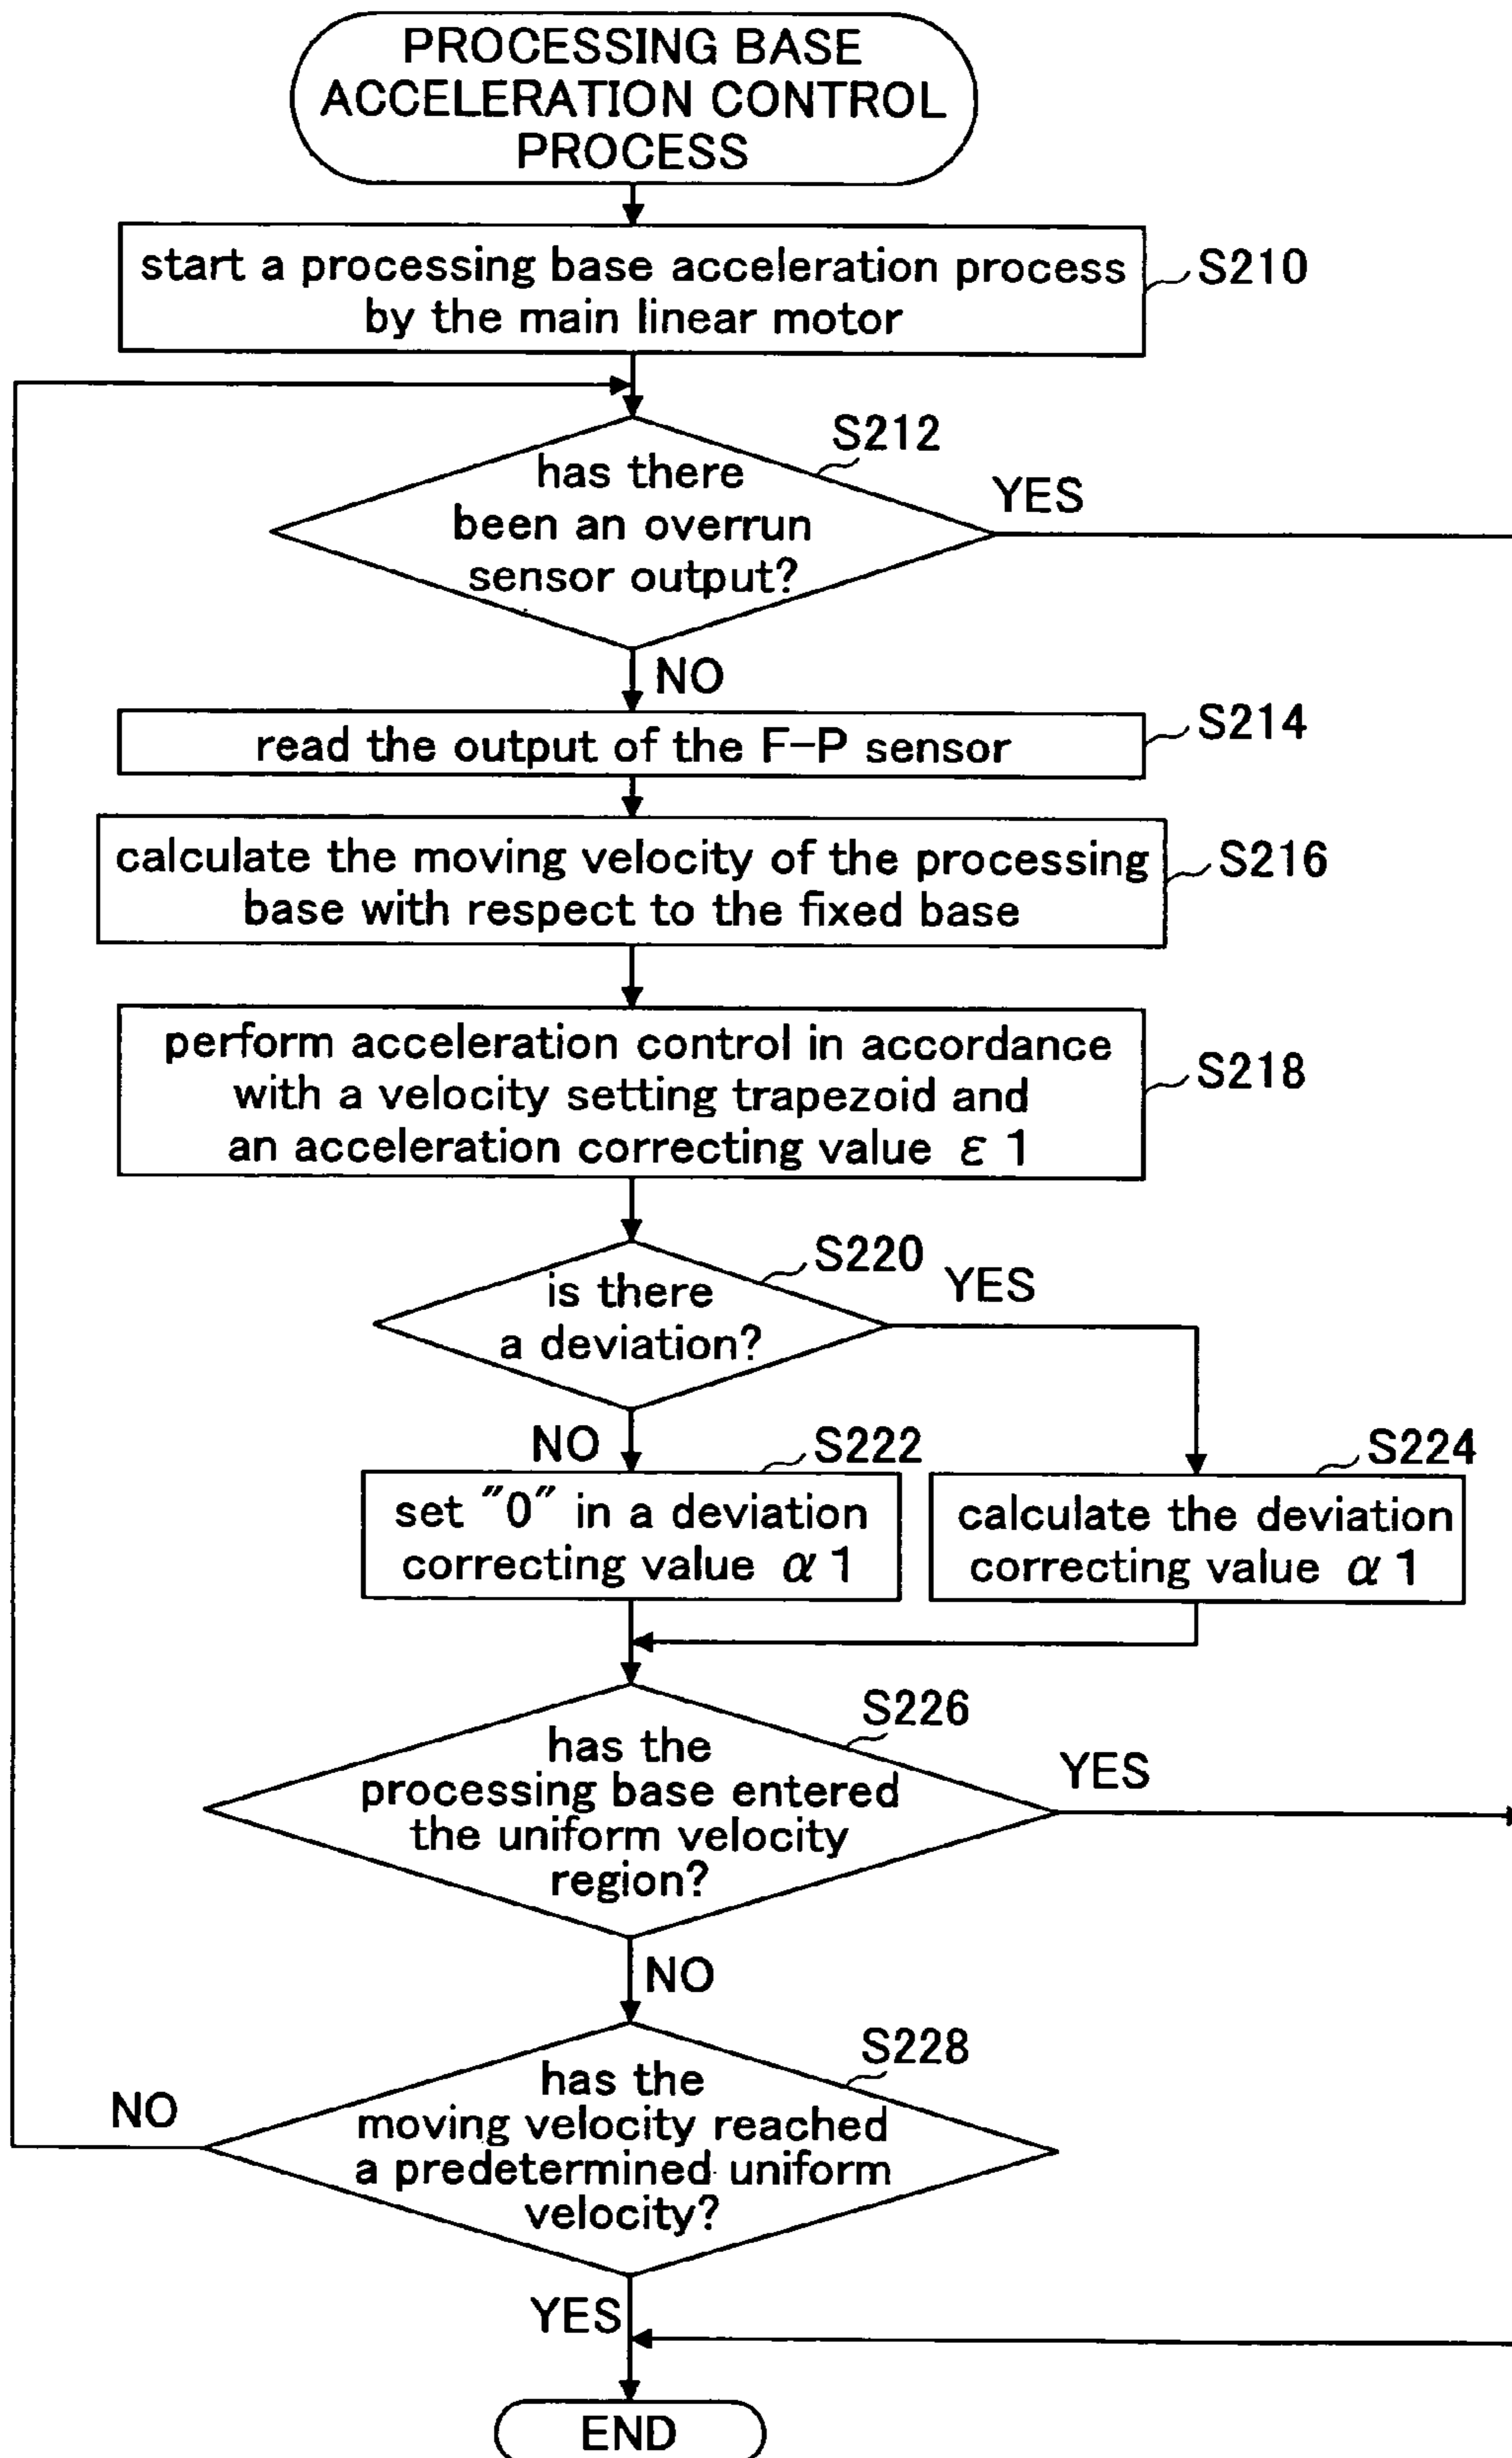 PROCESSING BASE
ACCELERATION CONTROL
PROCESS
start a processing base acceleration process
by the main linear motor
S210
S212
has there
been an overrun
sensor output?
YES
NO
read the output of the F-P sensor
S214
calculate the moving velocity of the processing
base with respect to the fixed base
S216
perform acceleration control in accordance
with a velocity setting trapezoid and
an acceleration correcting value ε 1
S218
S220
is there
a deviation?
YES
NO
S222
set "0" in a deviation
correcting value α 1
S224
calculate the deviation
correcting value α 1
S226
has the
processing base entered
the uniform velocity
region?
YES
NO
S228
has the
moving velocity reached
a predetermined uniform
velocity?
NO
YES
END